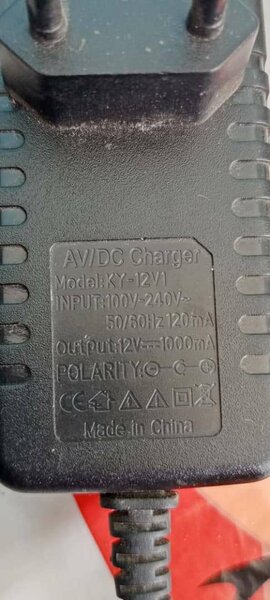 AV/DC Charger
Model:KY-12V1
INPUT:100V-240V~
50/60Hz 120mA
Output:12V⎓1000mA
POLARITY:
CE
Made in China